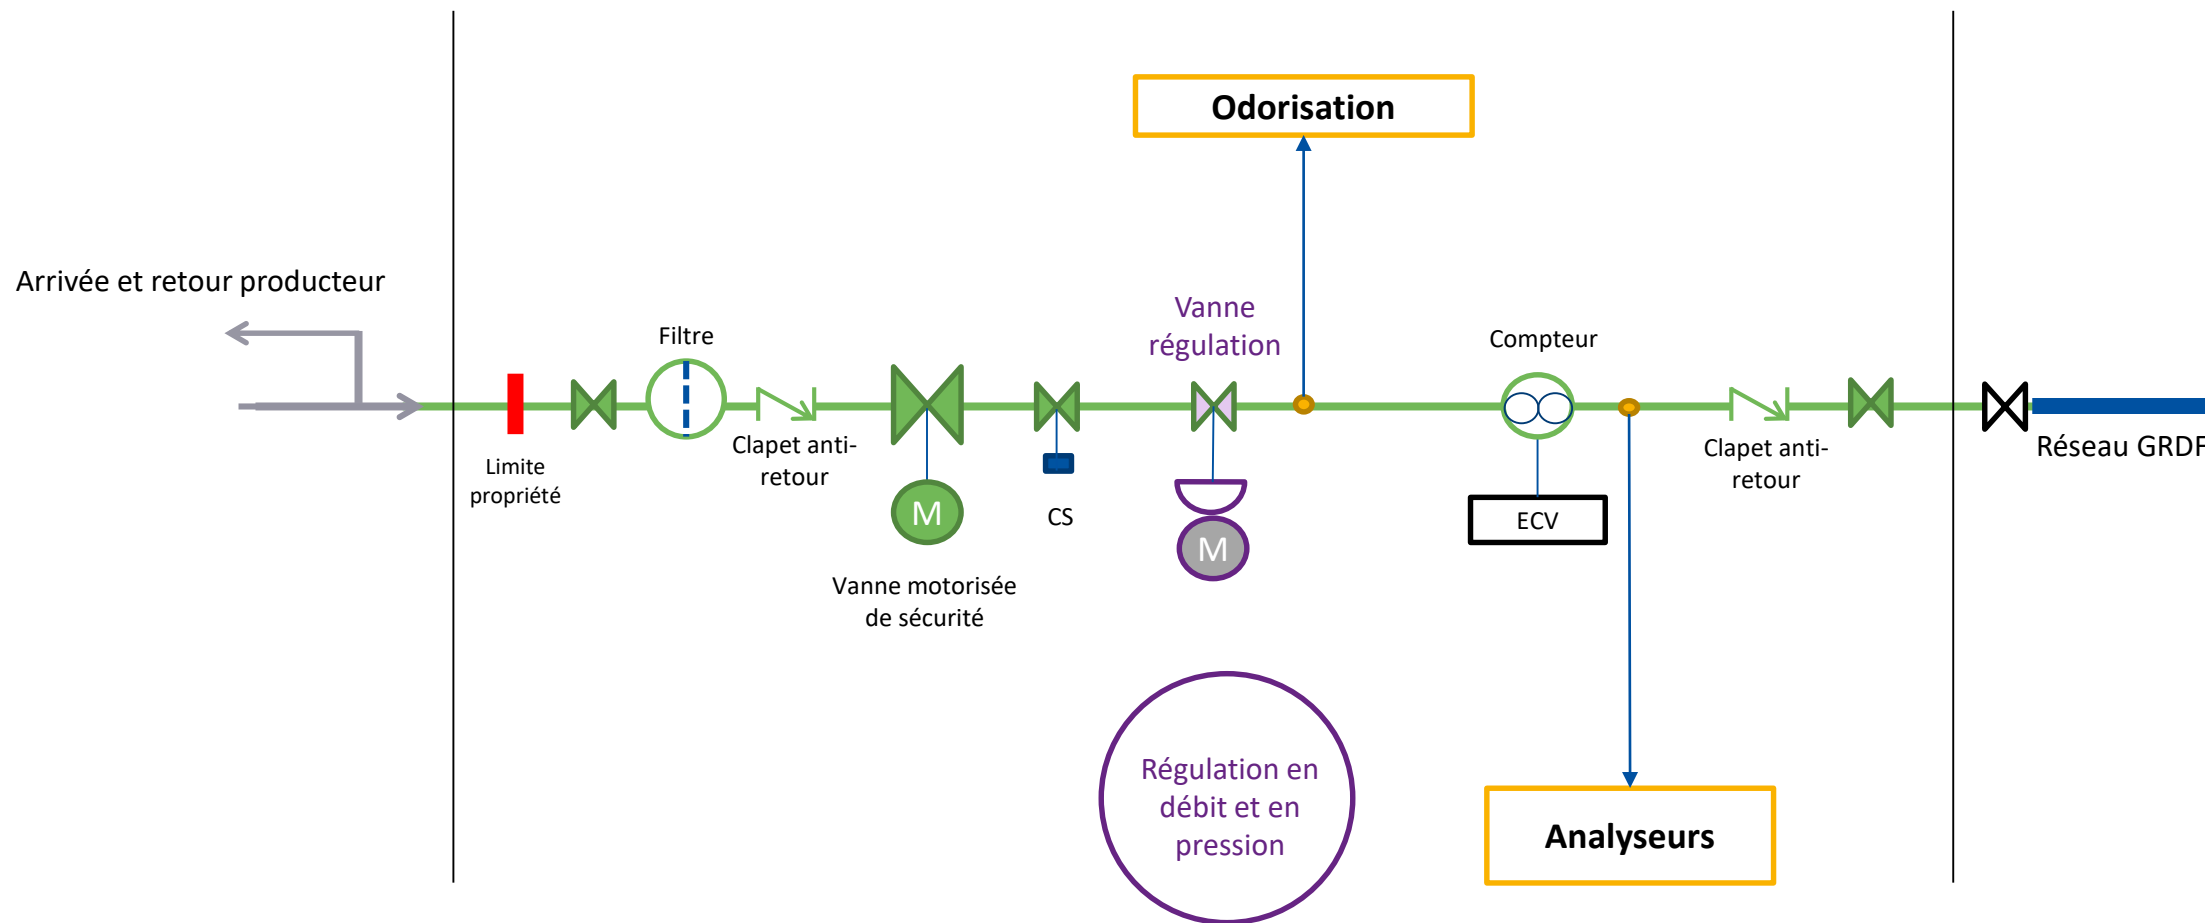 Odorisation
Arrivée et retour producteur
Vanne
régulation
Filtre
Compteur
Clapet anti-
retour
Clapet anti-
retour
Réseau GRDF
Limite
propriété
M
CS
M
ECV
Vanne motorisée
de sécurité
Régulation en
débit et en
pression
Analyseurs